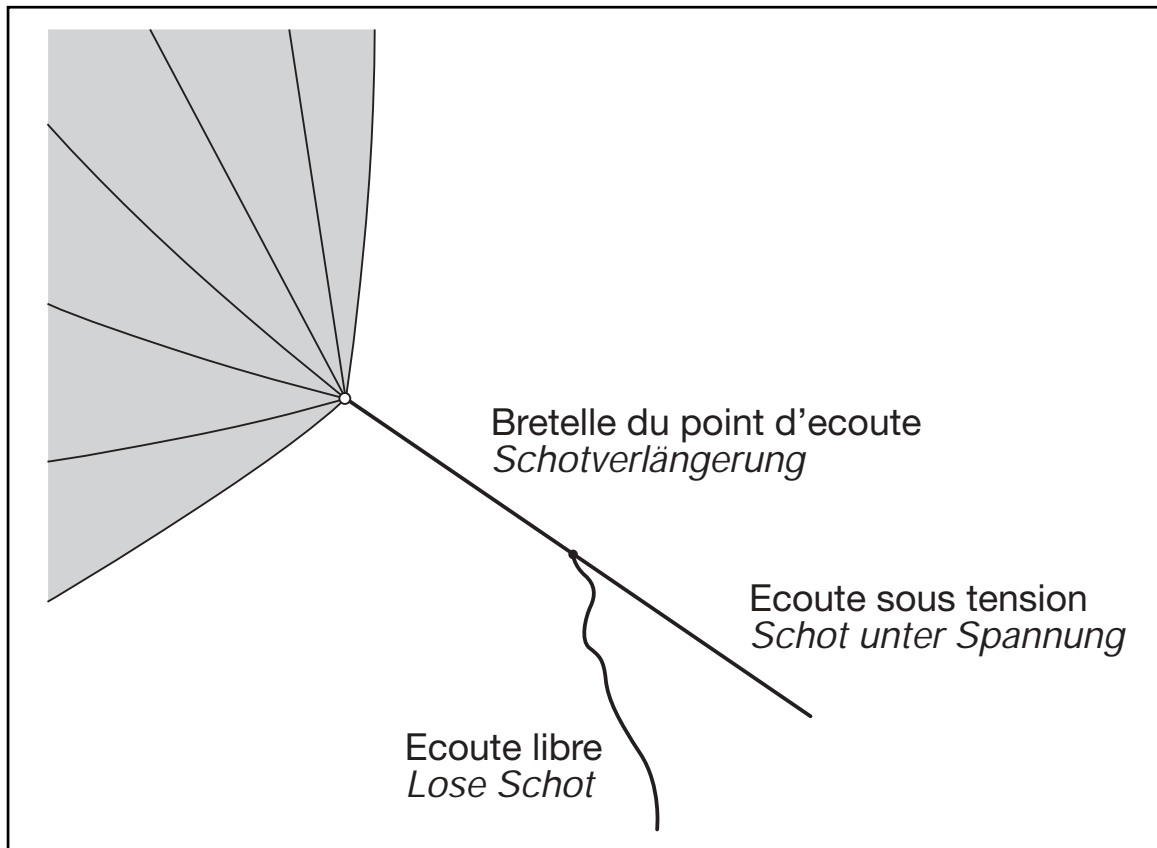 Bretelle du point d’ecoute
Schotverlängerung
Ecoute sous tension
Schot unter Spannung
Ecoute libre
Lose Schot